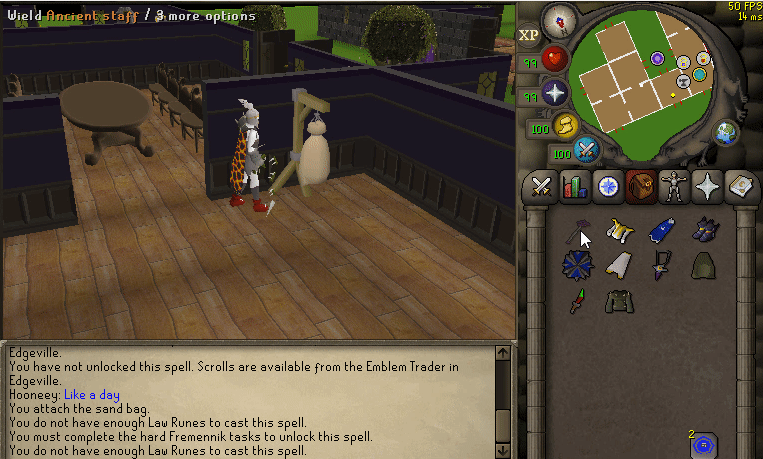 Wield Ancient staff / 3 more options
50 FPS
14 ms
XP
99
99
100
100
Edgeville.
You have not unlocked this spell. Scrolls are available from the Emblem Trader in
Edgeville.
Hooneey: Like a day
You attach the sand bag.
You do not have enough Law Runes to cast this spell.
You must complete the hard Fremennik tasks to unlock this spell.
You do not have enough Law Runes to cast this spell.
2